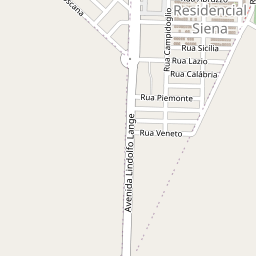 Rua Campidoglio
Residencial
Siena
Rua Sicília
Rua Lazio
Rua Calábria
Rua Piemonte
Rua Veneto
Avenida Lindolfo Lange